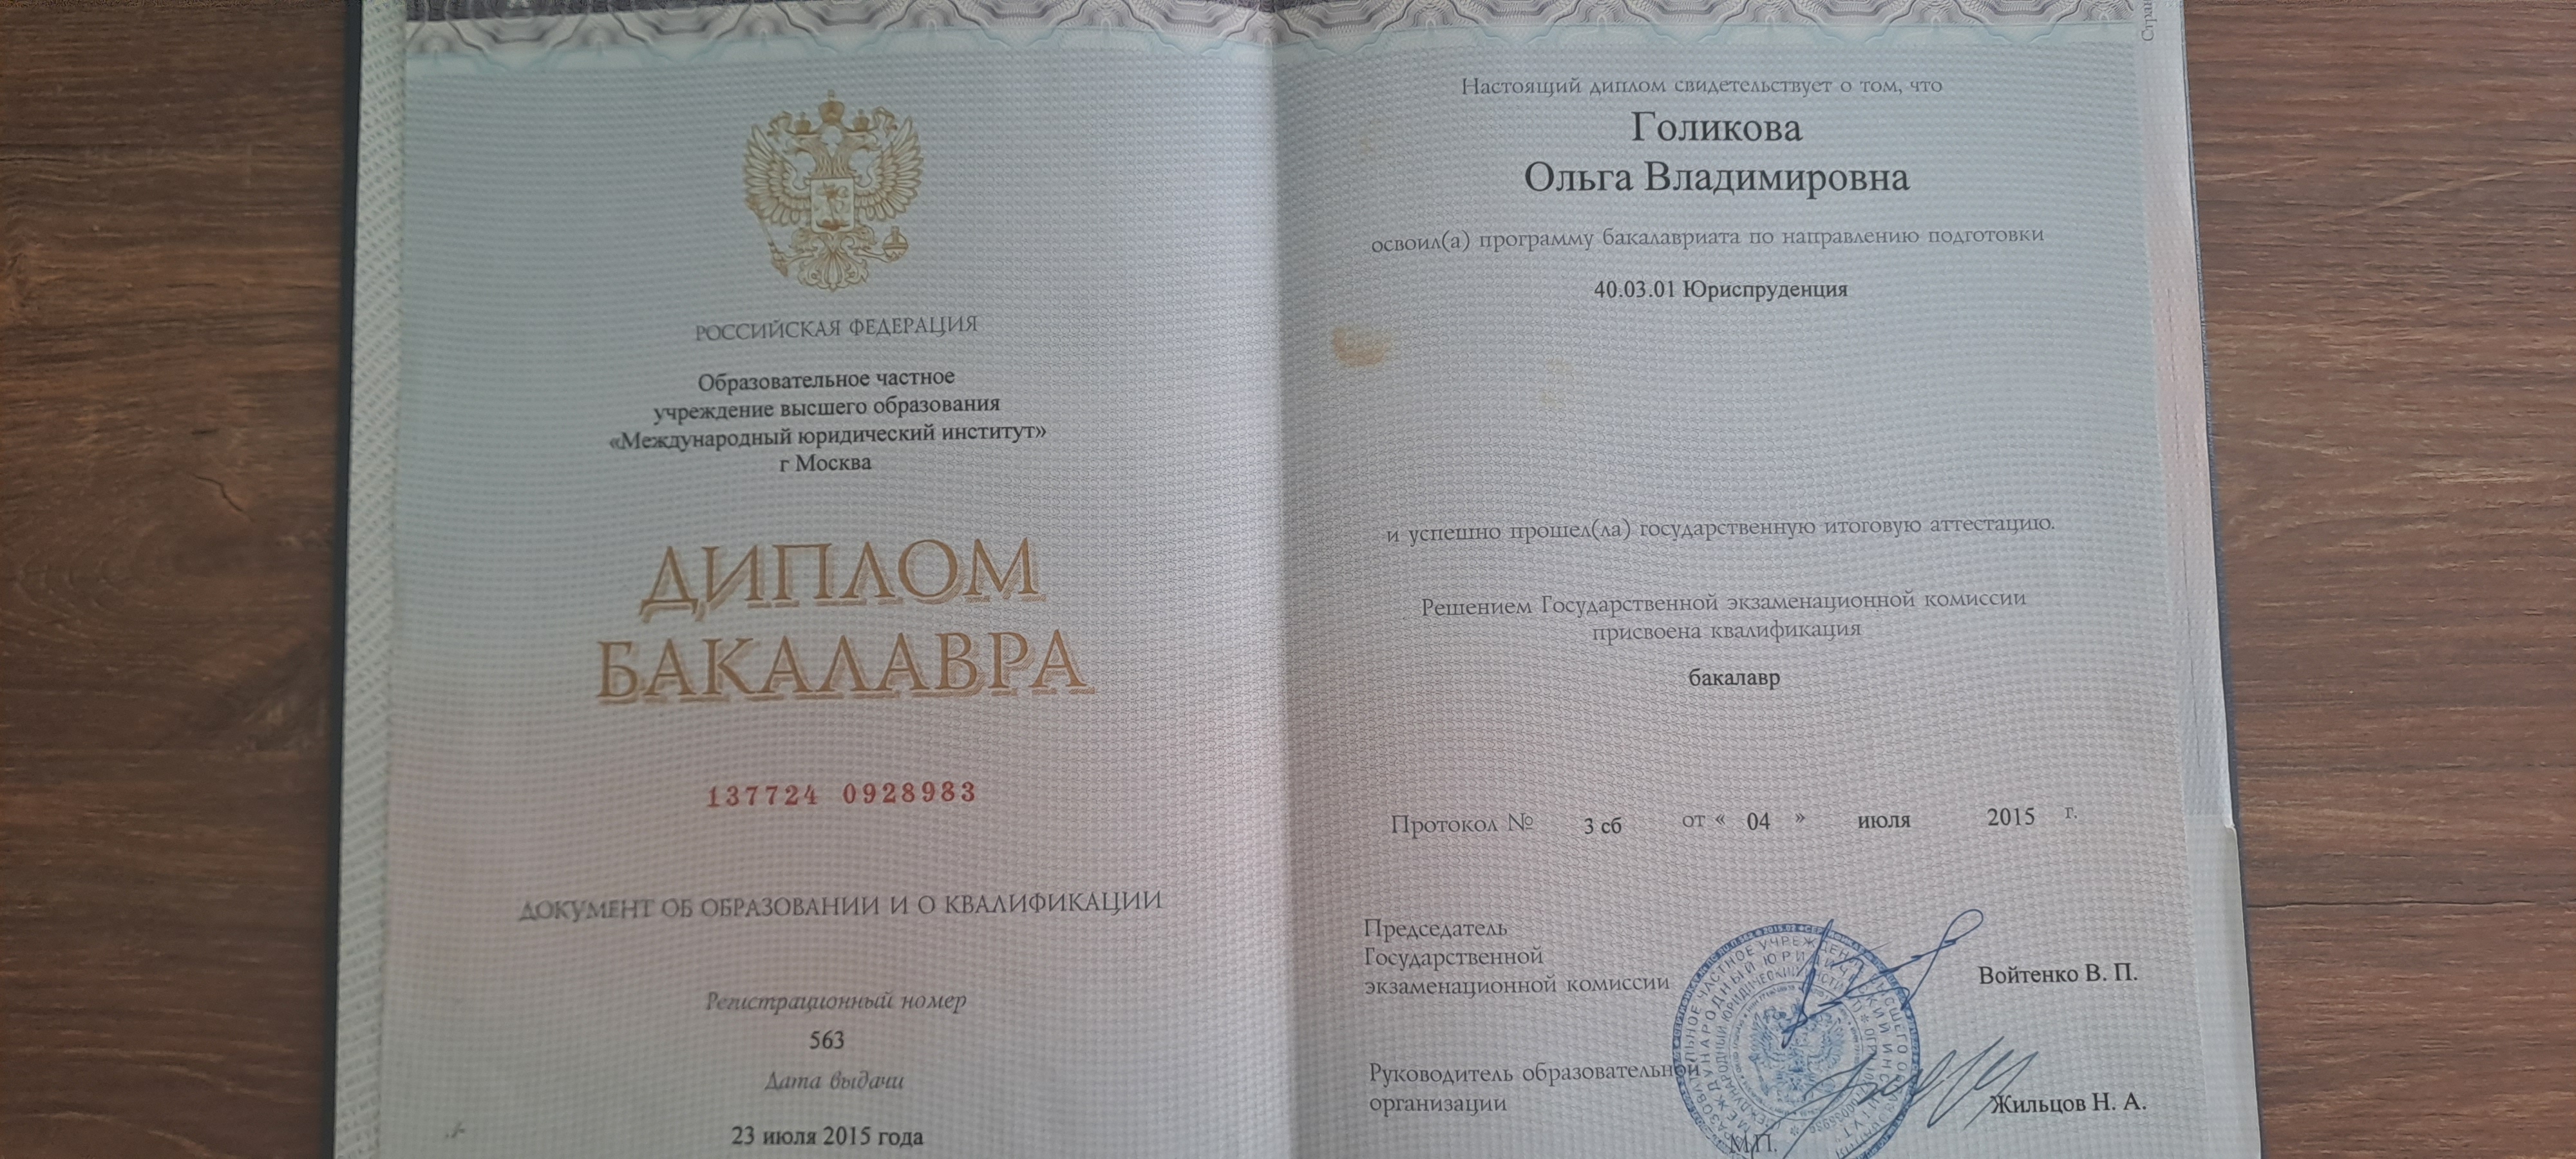 РОССИЙСКАЯ ФЕДЕРАЦИЯ
Образовательное частное
учреждение высшего образования
«Международный юридический институт»
г Москва
ДИПЛОМ
БАКАЛАВРА
137724 0928983
ДОКУМЕНТ ОБ ОБРАЗОВАНИИ И О КВАЛИФИКАЦИИ
Регистрационный номер
563
Дата выдачи
23 июля 2015 года
Настоящий диплом свидетельствует о том, что
Голикова
Ольга Владимировна
освоил(а) программу бакалавриата по направлению подготовки
40.03.01 Юриспруденция
и успешно прошел(ла) государственную итоговую аттестацию.
Решением Государственной экзаменационной комиссии
присвоена квалификация
бакалавр
Протокол № 3 сб от « 04 » июля 2015 г.
Председатель
Государственной
экзаменационной комиссии
Войтенко В. П.
Руководитель образовательной
организации
Жильцов Н. А.
М.П.